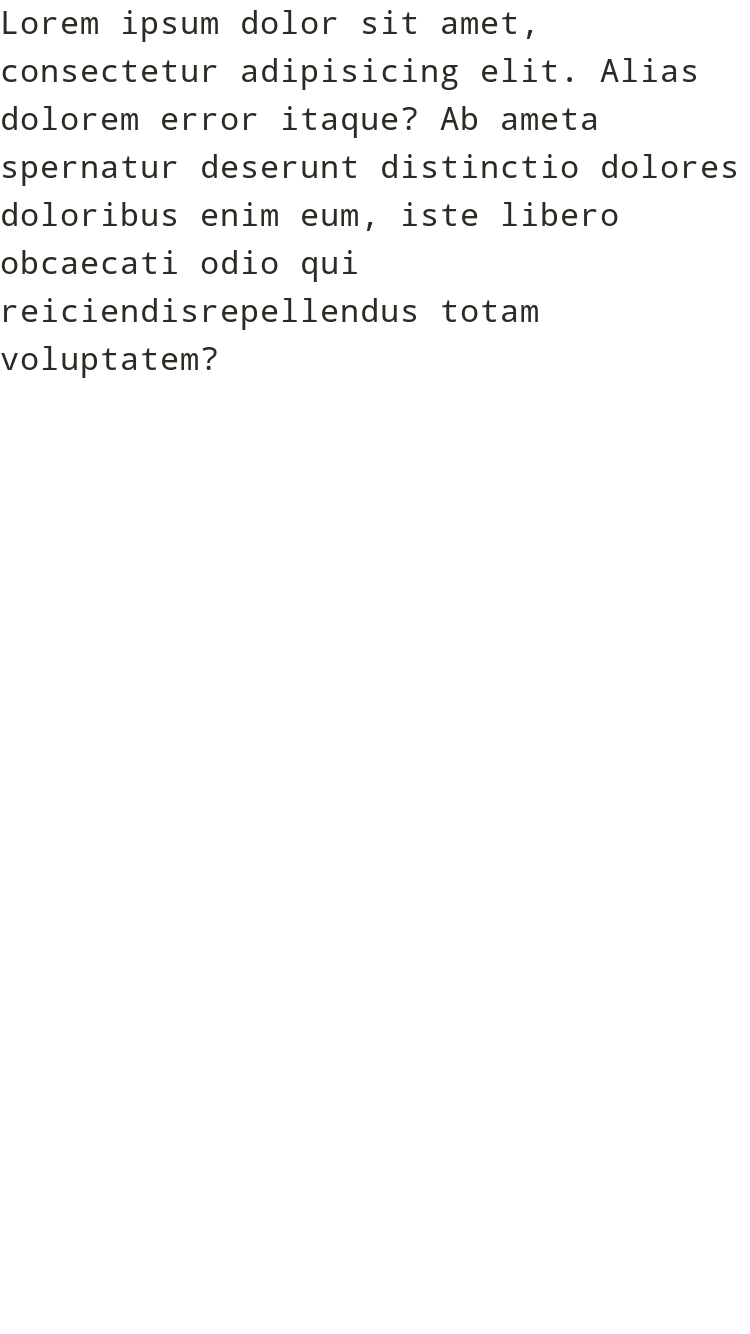 Lorem ipsum dolor sit amet,
consectetur adipisicing elit. Alias
dolorem error itaque? Ab ameta
spernatur deserunt distinctio dolores
doloribus enim eum, iste libero
obcaecati odio qui
reiciendisrepellendus totam
voluptatem?